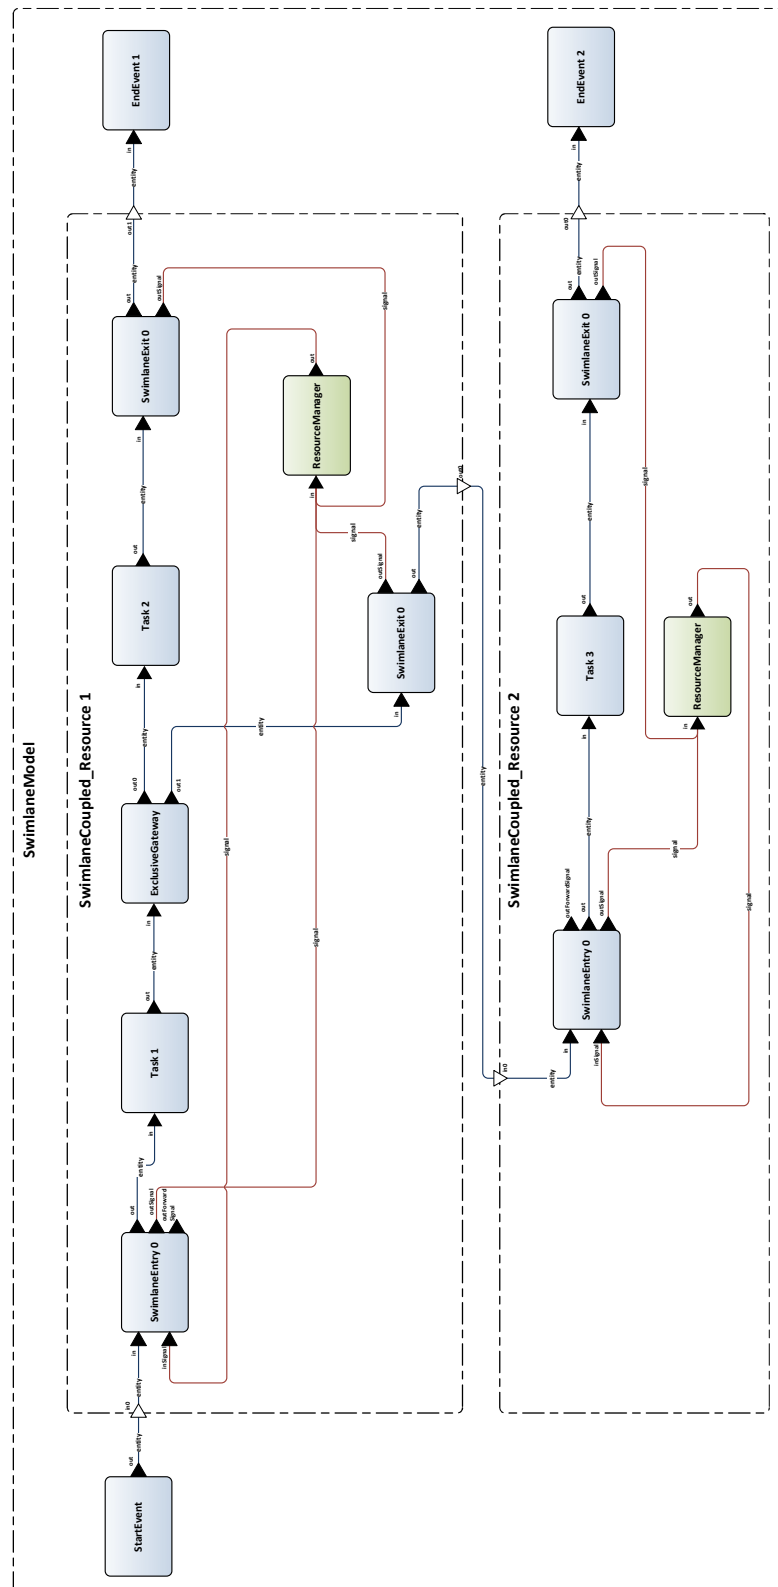 SwimlaneModel
StartEvent
out
entity
in0
SwimlaneCoupled_Resource 1
entity
in
inSignal
SwimlaneEntry 0
out
outSignal
outForward
Signal
entity
in
Task 1
out
entity
in
ExclusiveGateway
out0
out1
entity
in
Task 2
out
entity
in
SwimlaneExit 0
out
outSignal
entity
out1
entity
in
EndEvent 1
signal
signal
signal
signal
in
ResourceManager
out
entity
in
SwimlaneExit 0
outSignal
out
entity
out0
entity
in0
SwimlaneCoupled_Resource 2
entity
in
inSignal
SwimlaneEntry 0
outForwardSignal
out
outSignal
entity
in
Task 3
out
entity
in
SwimlaneExit 0
out
outSignal
entity
out0
entity
in
EndEvent 2
signal
signal
signal
in
ResourceManager
out